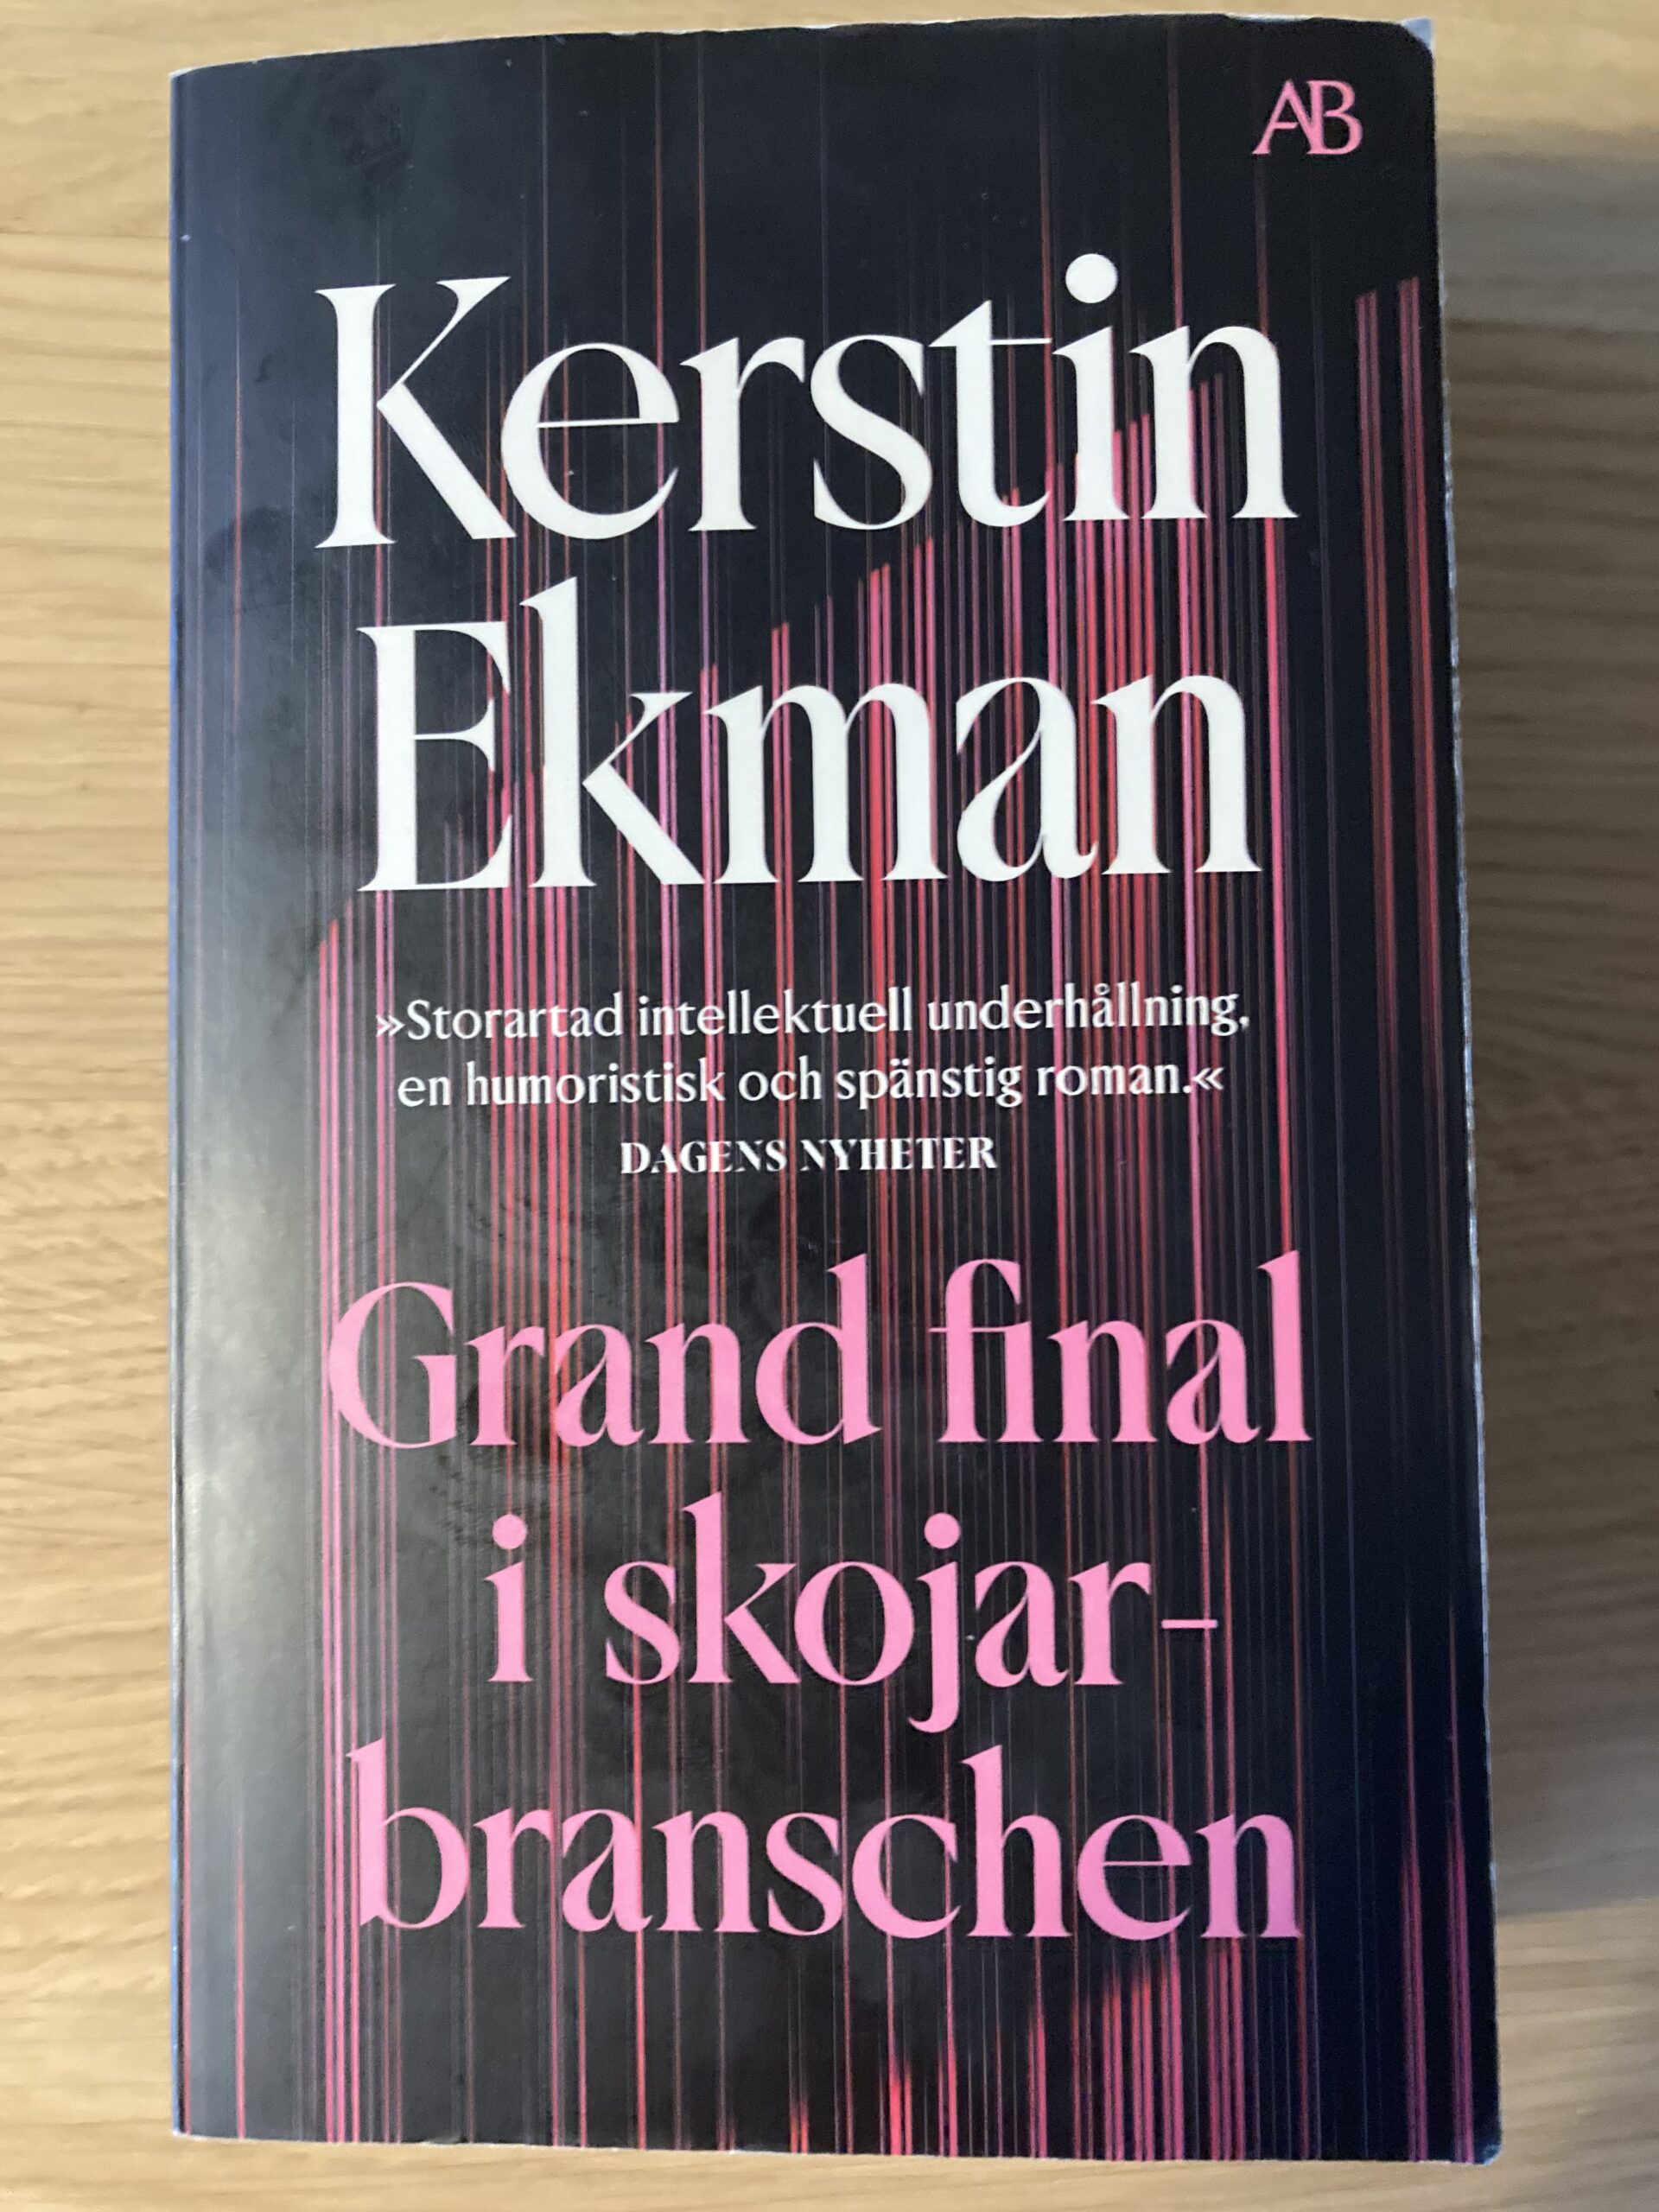 AB
Kerstin
Ekman
»Storartad intellektuell underhållning,
en humoristisk och spänstig roman.«
DAGENS NYHETER
Grand final
i skojar-
branschen